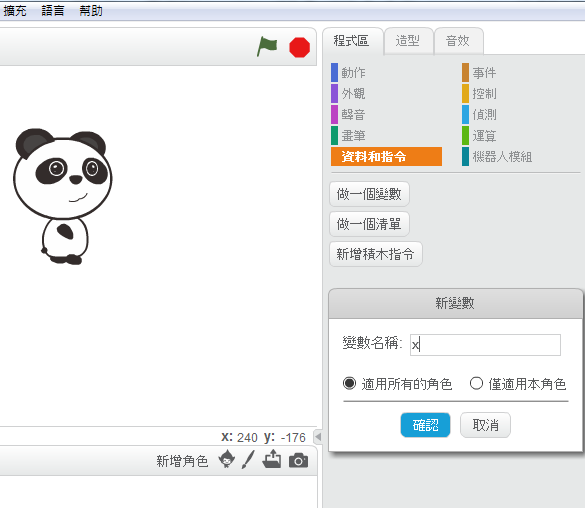 擴充 語言 幫助
程式區 造型 音效
動作 事件
外觀 控制
聲音 偵測
畫筆 運算
資料和指令 機器人模組
做一個變數
做一個清單
新增積木指令
新變數
變數名稱: x
適用所有的角色 僅適用本角色
確認 取消
x: 240 y: -176
新增角色